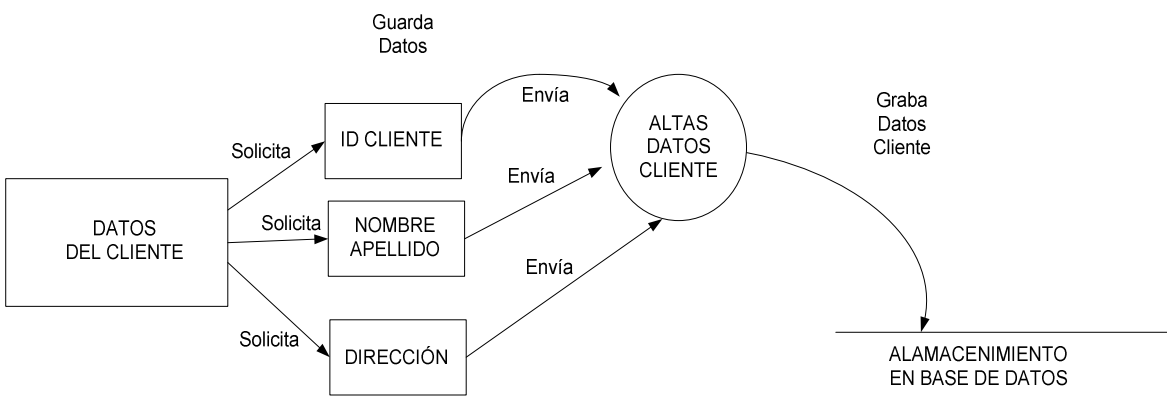 Guarda
Datos
Envía
Graba
Datos
Cliente
ALTAS
DATOS
CLIENTE
ID CLIENTE
Solicita
Envía
DATOS
DEL CLIENTE
Solicita
NOMBRE
APELLIDO
Envía
Solicita
DIRECCIÓN
ALAMACENIMIENTO
EN BASE DE DATOS